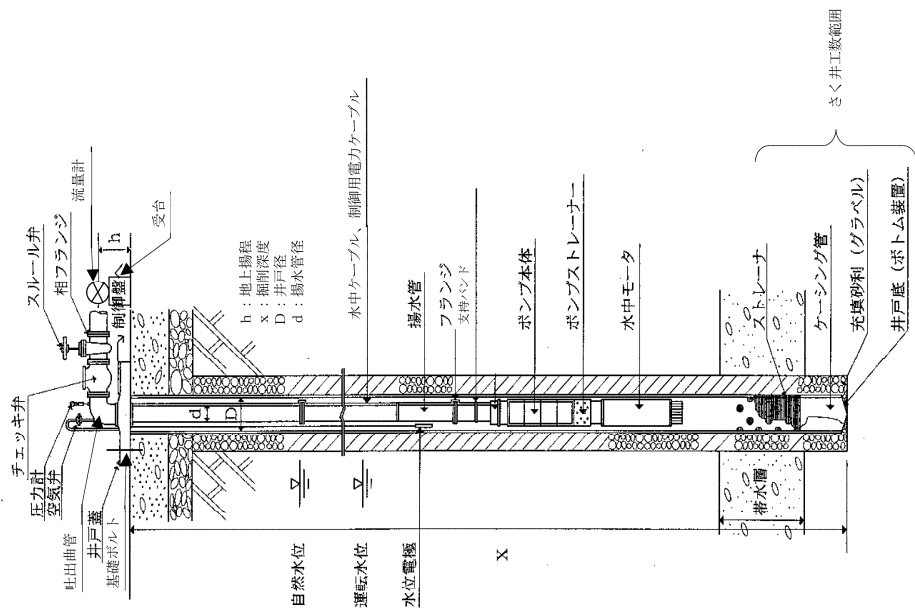 スルール弁
相フランジ
流量計
チェッキ弁
圧力計
空気弁
吐出曲管
井戸蓋
基礎ボルト
制御盤
h
受台
h：地上揚程
x：掘削深度
D：井戸径
d：揚水管径
d
D
水中ケーブル、制御用電力ケーブル
自然水位
運転水位
水位電極
揚水管
フランジ
支持バンド
ポンプ本体
ポンプストレーナー
水中モータ
X
帯水層
ストレーナ
ケーシング管
充填砂利（グラベル）
井戸底（ボトム装置）
さく井工数範囲